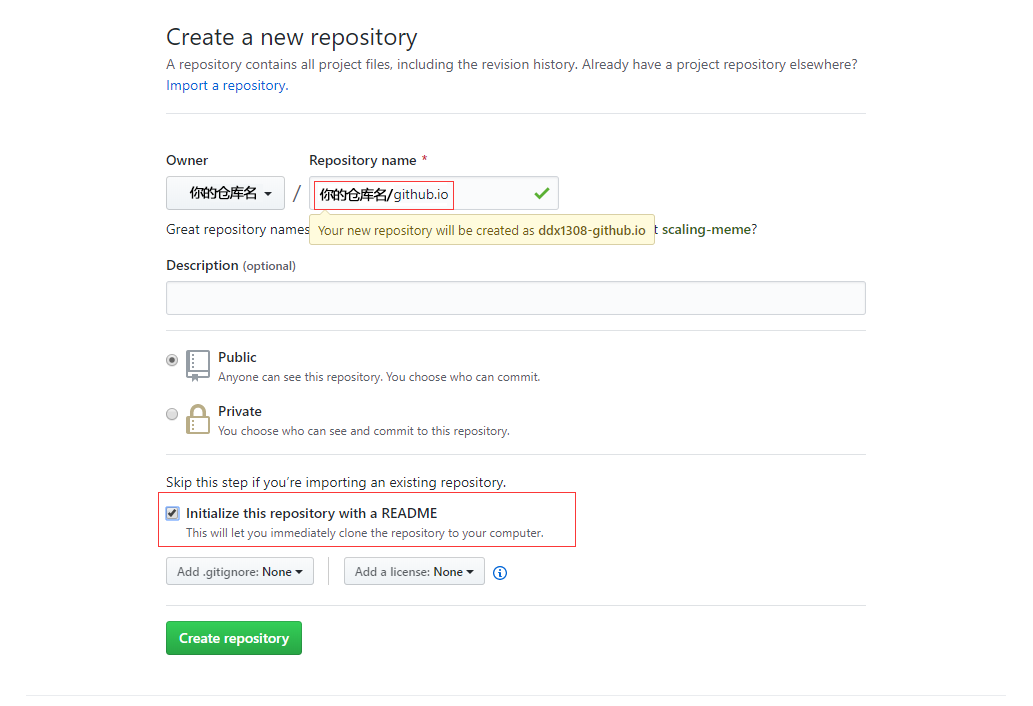 Create a new repository
A repository contains all project files, including the revision history. Already have a project repository elsewhere?
Import a repository.
Owner
Repository name *
你的仓库名
/
你的仓库名/github.io
Great repository names
t scaling-meme?
Your new repository will be created as ddx1308-github.io
Description (optional)
Public
Anyone can see this repository. You choose who can commit.
Private
You choose who can see and commit to this repository.
Skip this step if you’re importing an existing repository.
Initialize this repository with a README
This will let you immediately clone the repository to your computer.
Add .gitignore: None
Add a license: None
Create repository